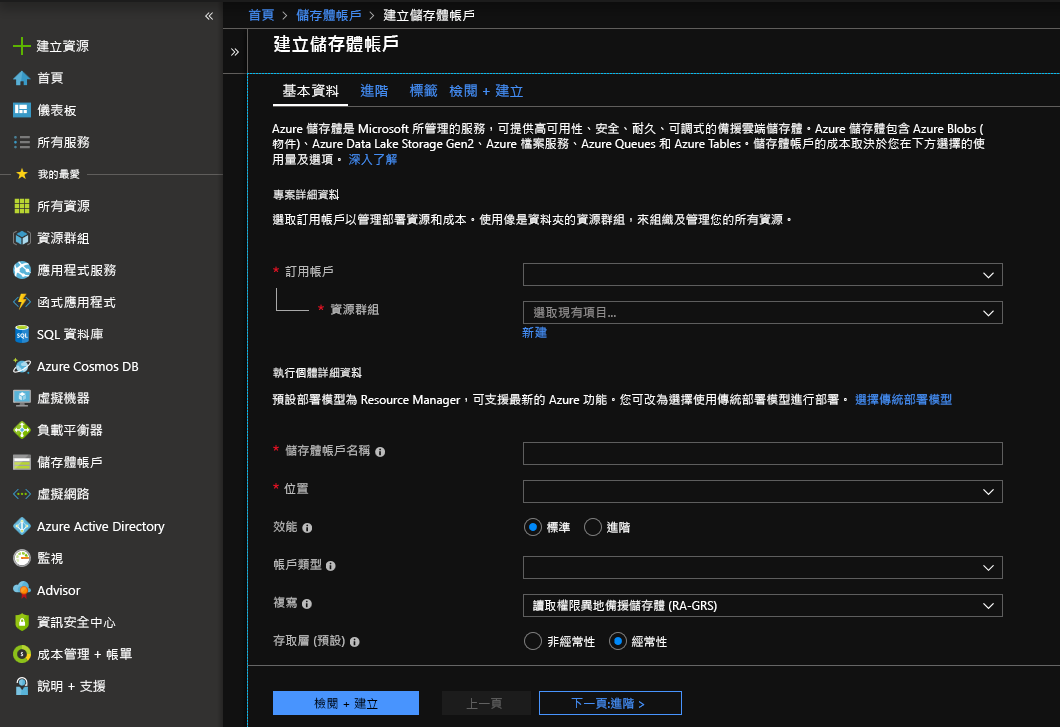 «
建立資源
首頁
儀表板
所有服務
我的最愛
所有資源
資源群組
應用程式服務
函式應用程式
SQL 資料庫
Azure Cosmos DB
虛擬機器
負載平衡器
儲存體帳戶
虛擬網路
Azure Active Directory
監視
Advisor
資訊安全中心
成本管理 + 帳單
說明 + 支援
首頁 > 儲存體帳戶 > 建立儲存體帳戶
»
建立儲存體帳戶
基本資料 進階 標籤 檢閱 + 建立
Azure 儲存體是 Microsoft 所管理的服務，可提供高可用性、安全、耐久、可調式的備援雲端儲存體。Azure 儲存體包含 Azure Blobs (
物件)、Azure Data Lake Storage Gen2、Azure 檔案服務、Azure Queues 和 Azure Tables。儲存體帳戶的成本取決於您在下方選擇的使
用量及選項。 深入了解
專案詳細資料
選取訂用帳戶以管理部署資源和成本。使用像是資料夾的資源群組，來組織及管理您的所有資源。
* 訂用帳戶
* 資源群組 選取現有項目...
新建
執行個體詳細資料
預設部署模型為 Resource Manager，可支援最新的 Azure 功能。您可改為選擇使用傳統部署模型進行部署。 選擇傳統部署模型
* 儲存體帳戶名稱
* 位置
效能 標準 進階
帳戶類型
複寫 讀取權限異地備援儲存體 (RA-GRS)
存取層 (預設) 非經常性 經常性
檢閱 + 建立 上一頁 下一頁:進階 >